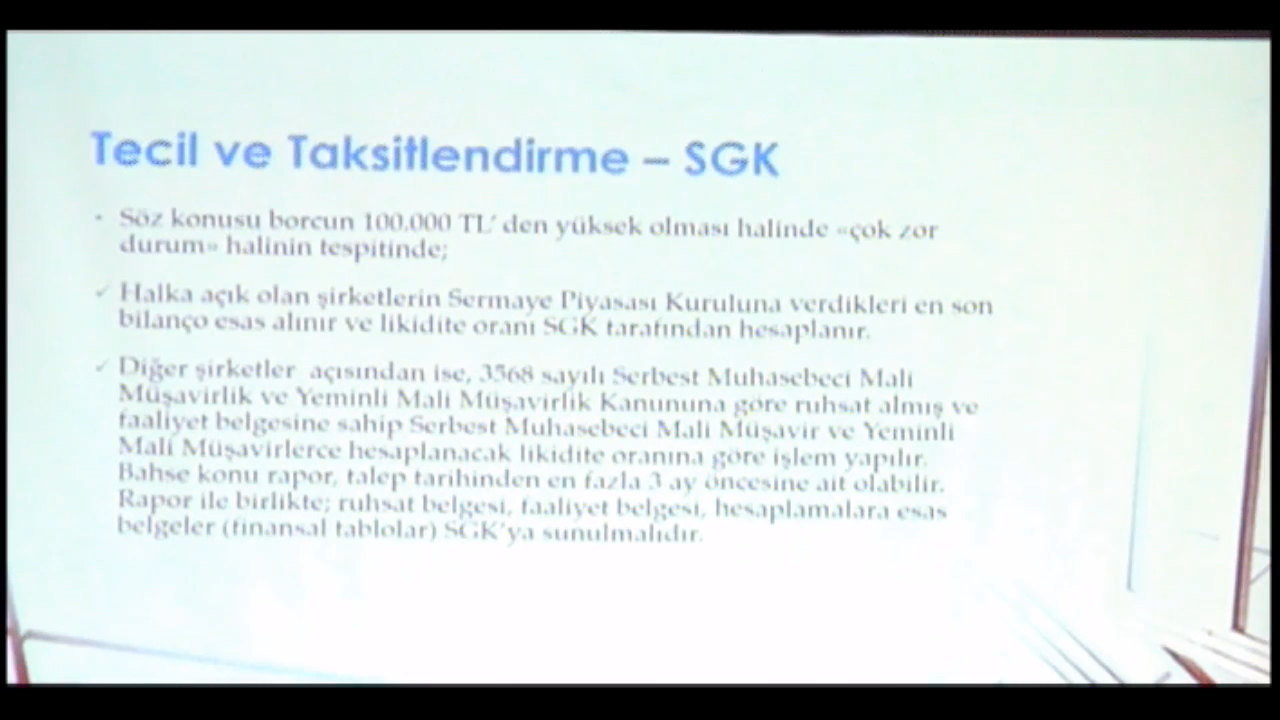 Tecil ve Taksitlendirme – SGK
• Söz konusu borcun 100.000 TL' den yüksek olması halinde «çok zor
durum» halinin tespitinde;
✓ Halka açık olan şirketlerin Sermaye Piyasası Kuruluna verdikleri en son
bilanço esas alınır ve likidite oranı SGK tarafından hesaplanır.
✓ Diğer şirketler açısından ise, 3568 sayılı Serbest Muhasebeci Mali
Müşavirlik ve Yeminli Mali Müşavirlik Kanununa göre ruhsat almış ve
faaliyet belgesine sahip Serbest Muhasebeci Mali Müşavir ve Yeminli
Mali Müşavirlerce hesaplanacak likidite oranına göre işlem yapılır.
Bahse konu rapor, talep tarihinden en fazla 3 ay öncesine ait olabilir.
Rapor ile birlikte; ruhsat belgesi, faaliyet belgesi, hesaplamalara esas
belgeler (finansal tablolar) SGK'ya sunulmalıdır.